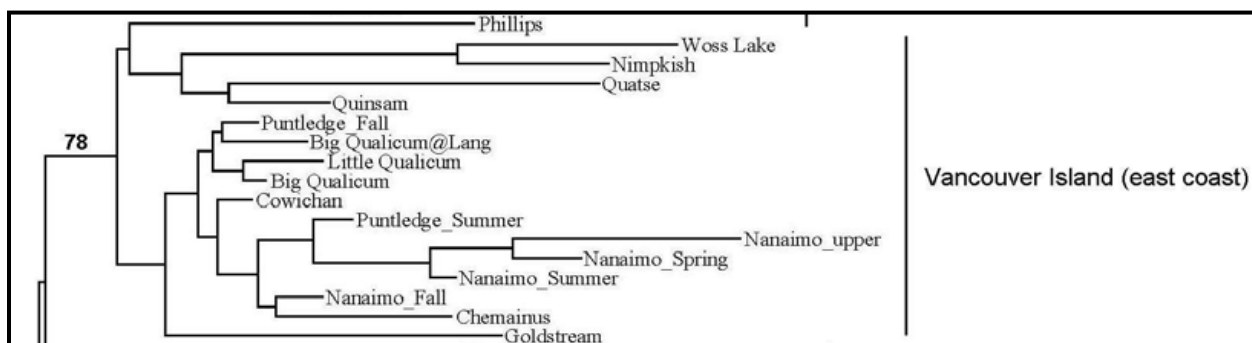 Phillips
Woss Lake
Nimpkish
Quatse
Quinsam
Puntledge_Fall
78
Big Qualicum@Lang
Little Qualicum
Big Qualicum
Vancouver Island (east coast)
Cowichan
Puntledge_Summer
Nanaimo_upper
Nanaimo_Spring
Nanaimo_Summer
Nanaimo_Fall
Chemainus
Goldstream